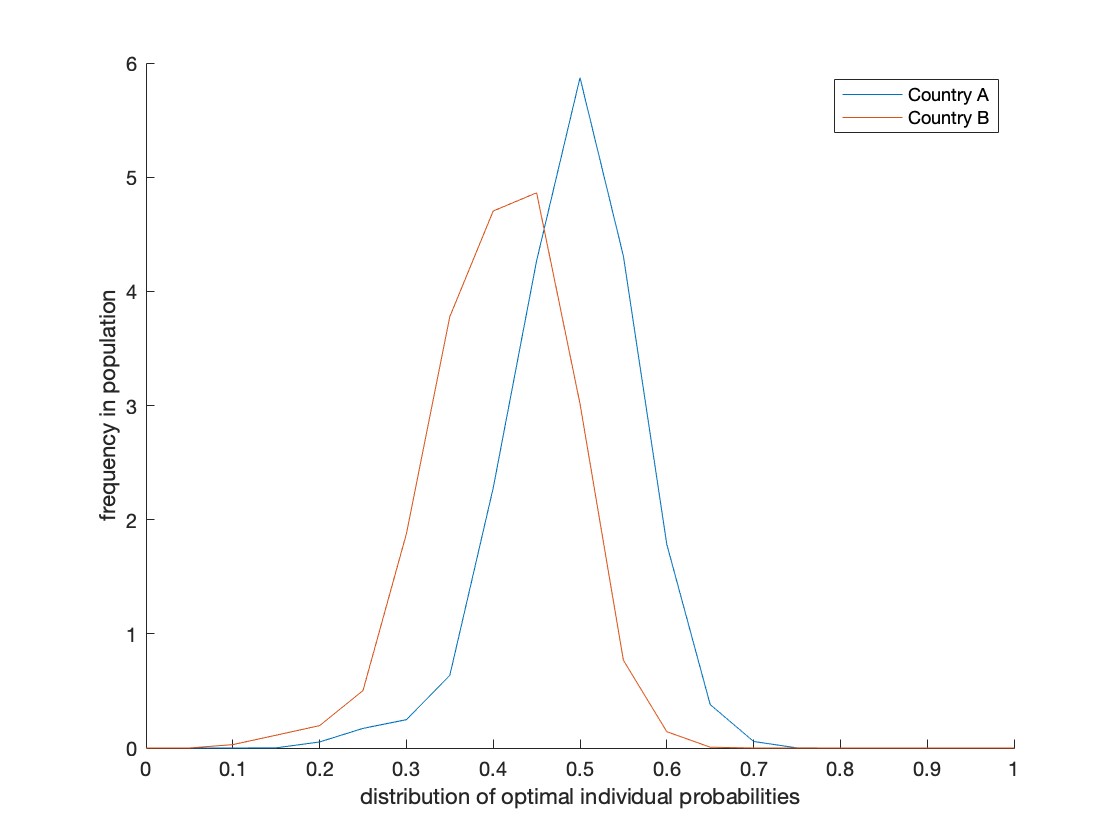 6
5
4
3
2
1
0
frequency in population
Country A
Country B
0 0.1 0.2 0.3 0.4 0.5 0.6 0.7 0.8 0.9 1
distribution of optimal individual probabilities